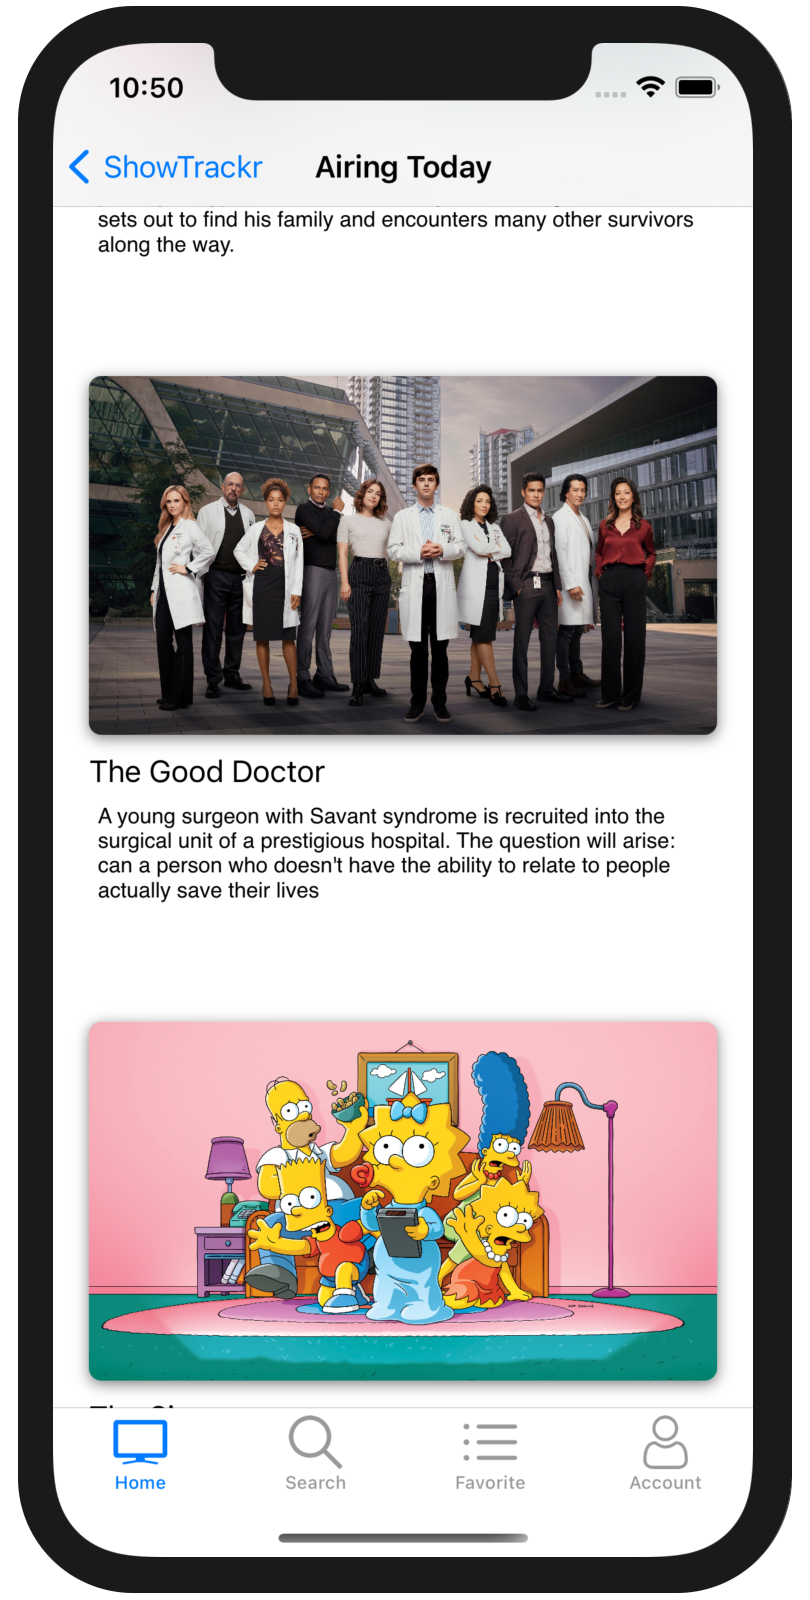 10:50
ShowTrackr
Airing Today
sets out to find his family and encounters many other survivors
along the way.
The Good Doctor
A young surgeon with Savant syndrome is recruited into the
surgical unit of a prestigious hospital. The question will arise:
can a person who doesn't have the ability to relate to people
actually save their lives
Home
Search
Favorite
Account